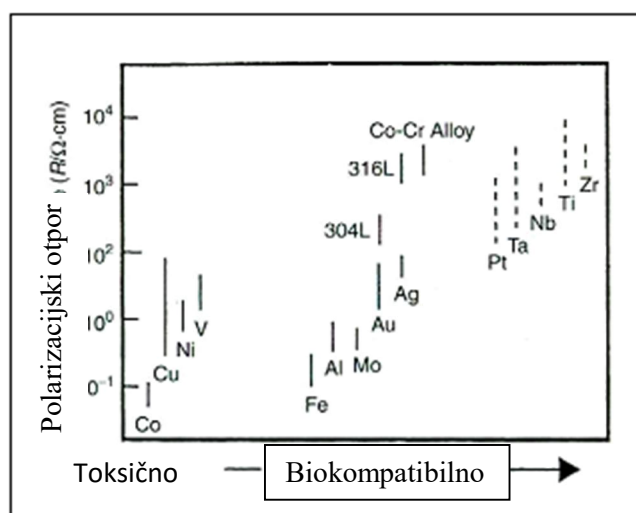 Polarizacijski otpor ) (R/Ω·cm)
10⁴
10³
10²
10⁰
0⁻¹
Co-Cr Alloy
316L
304L
Zr
Ti
Nb
Ta
Pt
Ag
Au
V
Ni
Cu
Co
Al
Mo
Fe
Toksično
Biokompatibilno